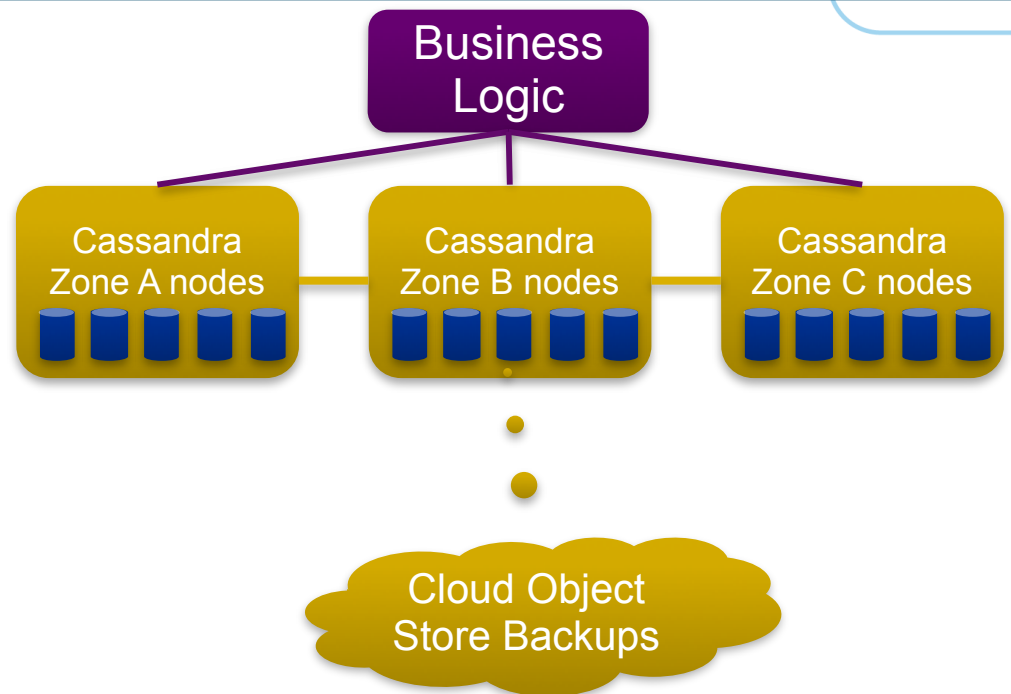 Business
Logic
Cassandra
Zone A nodes
Cassandra
Zone B nodes
Cassandra
Zone C nodes
Cloud Object
Store Backups